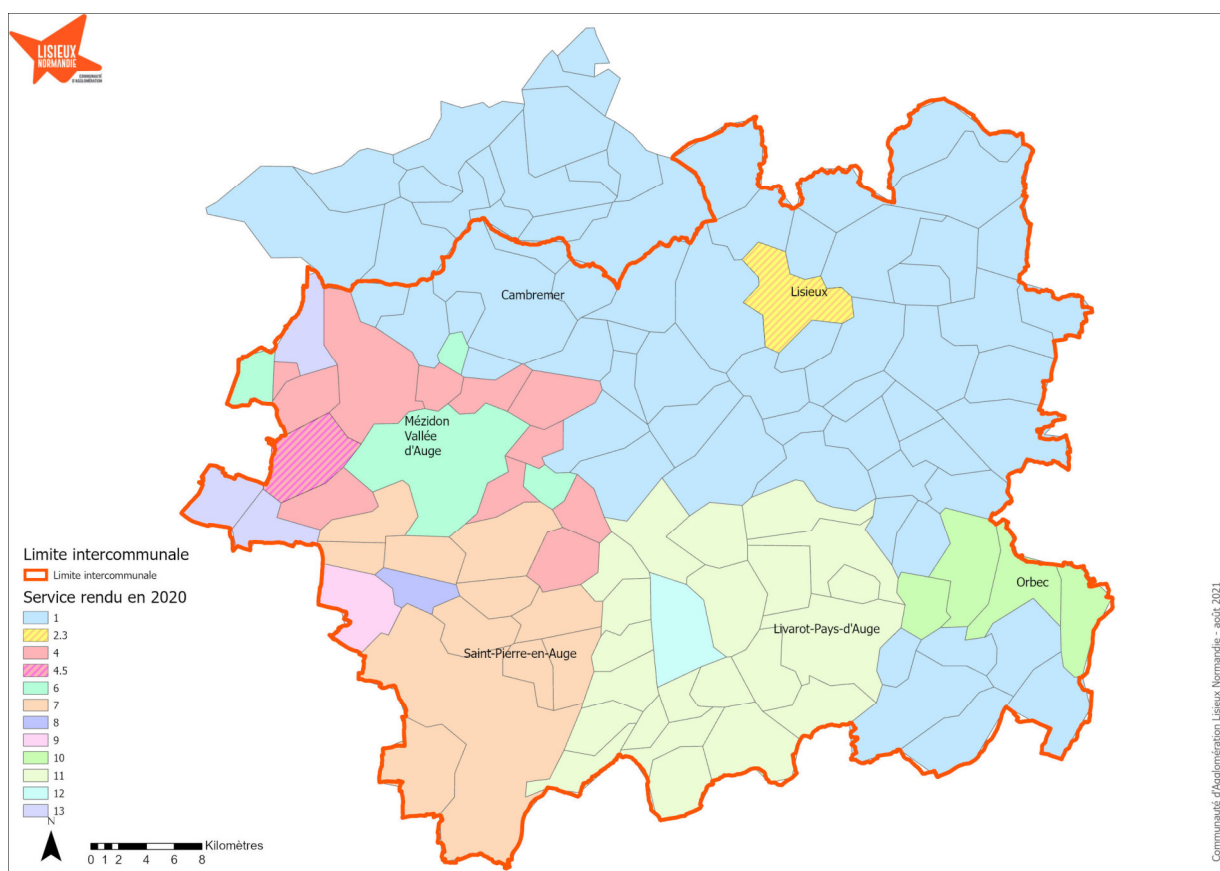 LISIEUX
NORMANDIE
COMMUNAUTÉ
D'AGGLOMÉRATION
Cambremer
Lisieux
Mézidon
Vallée
d'Auge
Orbec
Livarot-Pays-d'Auge
Saint-Pierre-en-Auge
Limite intercommunale
Limite intercommunale
Service rendu en 2020
1
2.3
4
4.5
6
7
8
9
10
11
12
13
N
Kilomètres
0 1 2 4 6 8
Communauté d'Agglomération Lisieux Normandie - août 2021